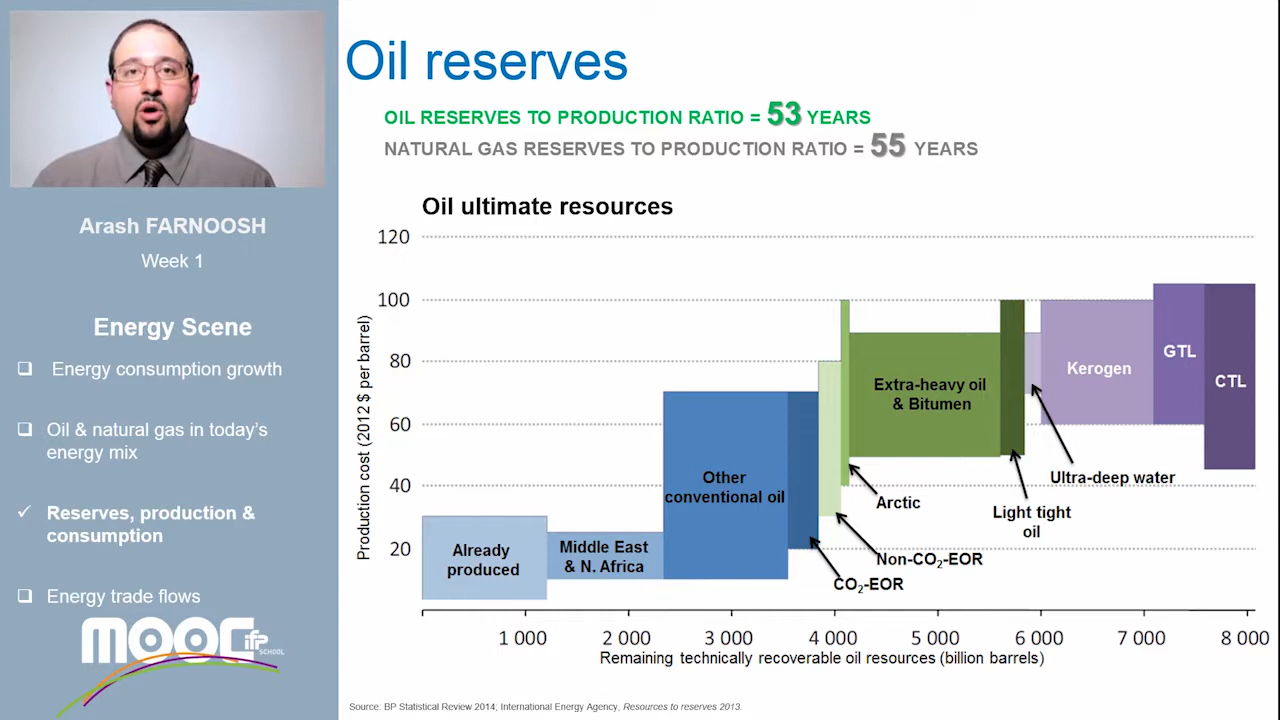 Arash FARNOOSH
Week 1
Energy Scene
Energy consumption growth
Oil & natural gas in today’s
energy mix
Reserves, production &
consumption
Energy trade flows
MOOC ifp
SCHOOL
Oil reserves
OIL RESERVES TO PRODUCTION RATIO = 53 YEARS
NATURAL GAS RESERVES TO PRODUCTION RATIO = 55 YEARS
Oil ultimate resources
Production cost (2012 $ per barrel)
120
100
80
60
40
20
Already
produced
Middle East
& N. Africa
Other
conventional oil
CO₂-EOR
Non-CO₂-EOR
Arctic
Extra-heavy oil
& Bitumen
Light tight
oil
Ultra-deep water
Kerogen
GTL
CTL
1 000 2 000 3 000 4 000 5 000 6 000 7 000 8 000
Remaining technically recoverable oil resources (billion barrels)
Source: BP Statistical Review 2014; International Energy Agency, Resources to reserves 2013.